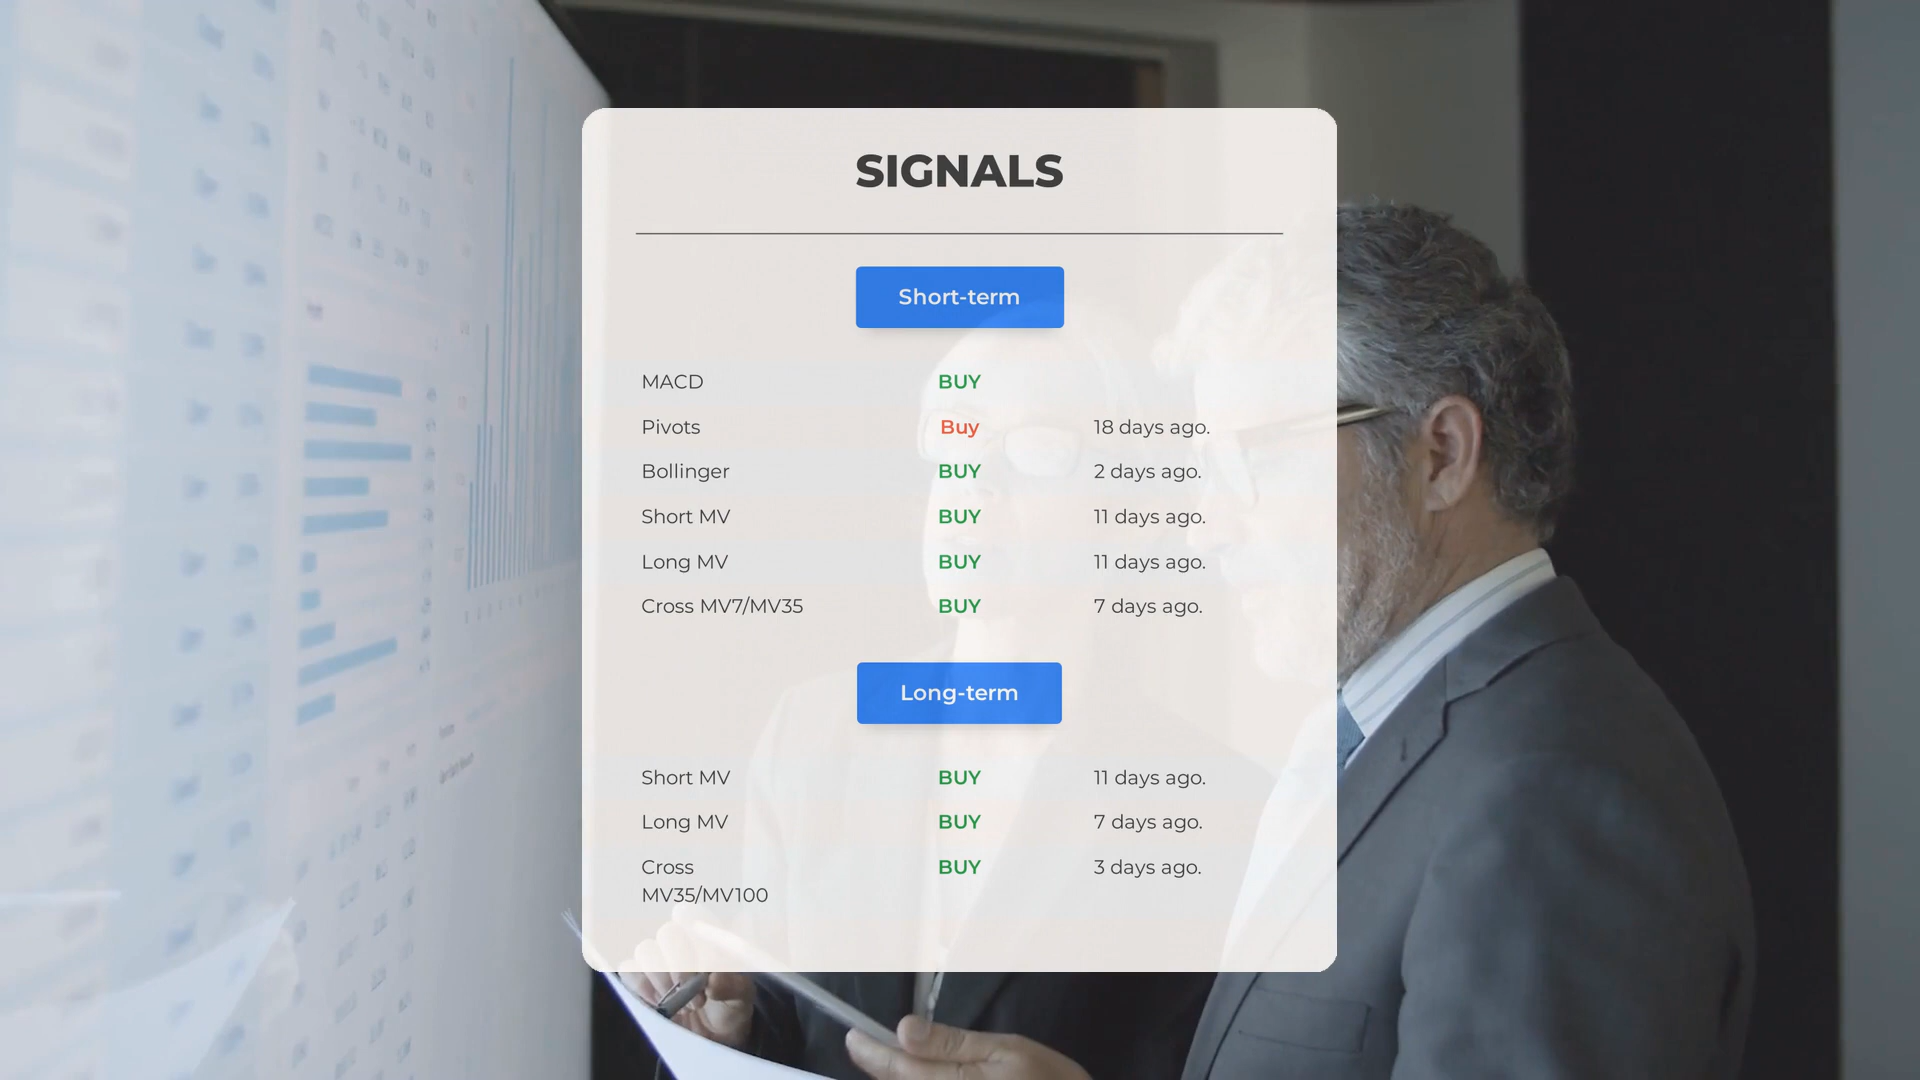 SIGNALS
Short-term
MACD BUY
Pivots Buy 18 days ago.
Bollinger BUY 2 days ago.
Short MV BUY 11 days ago.
Long MV BUY 11 days ago.
Cross MV7/MV35 BUY 7 days ago.
Long-term
Short MV BUY 11 days ago.
Long MV BUY 7 days ago.
Cross BUY 3 days ago.
MV35/MV100